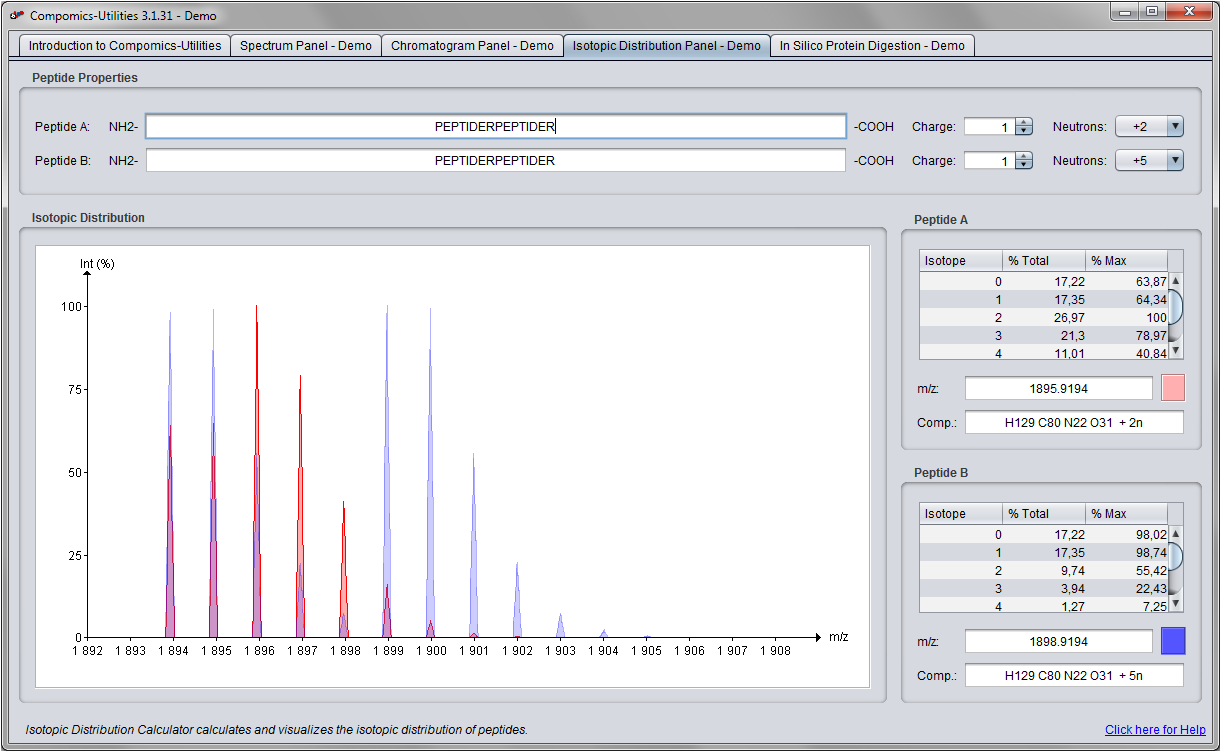 Compomics-Utilities 3.1.31 - Demo
Introduction to Compomics-Utilities Spectrum Panel - Demo Chromatogram Panel - Demo Isotopic Distribution Panel - Demo In Silico Protein Digestion - Demo
Peptide Properties
Peptide A: NH2- PEPTIDERPEPTIDER -COOH Charge: 1 Neutrons: +2
Peptide B: NH2- PEPTIDERPEPTIDER -COOH Charge: 1 Neutrons: +5
Isotopic Distribution
Int (%)
100
75
50
25
0
1 892 1 893 1 894 1 895 1 896 1 897 1 898 1 899 1 900 1 901 1 902 1 903 1 904 1 905 1 906 1 907 1 908
m/z
Peptide A
Isotope % Total % Max
0 17,22 63,87
1 17,35 64,34
2 26,97 100
3 21,3 78,97
4 11,01 40,84
m/z: 1895.9194
Comp.: H129 C80 N22 O31 + 2n
Peptide B
Isotope % Total % Max
0 17,22 98,02
1 17,35 98,74
2 9,74 55,42
3 3,94 22,43
4 1,27 7,25
m/z: 1898.9194
Comp.: H129 C80 N22 O31 + 5n
Isotopic Distribution Calculator calculates and visualizes the isotopic distribution of peptides.
Click here for Help